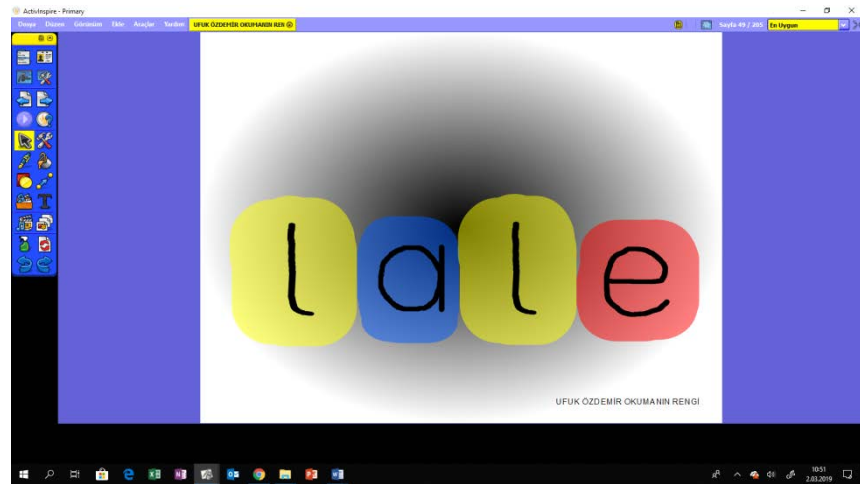 ActivInspire - Primary
Dosya Düzen Görünüm Ekle Araçlar Yardım UFUK ÖZDEMİR OKUMANIN REN Sayfa 49 / 205 En Uygun
lale
UFUK ÖZDEMİR OKUMANIN RENGİ
10:51
2.03.2019